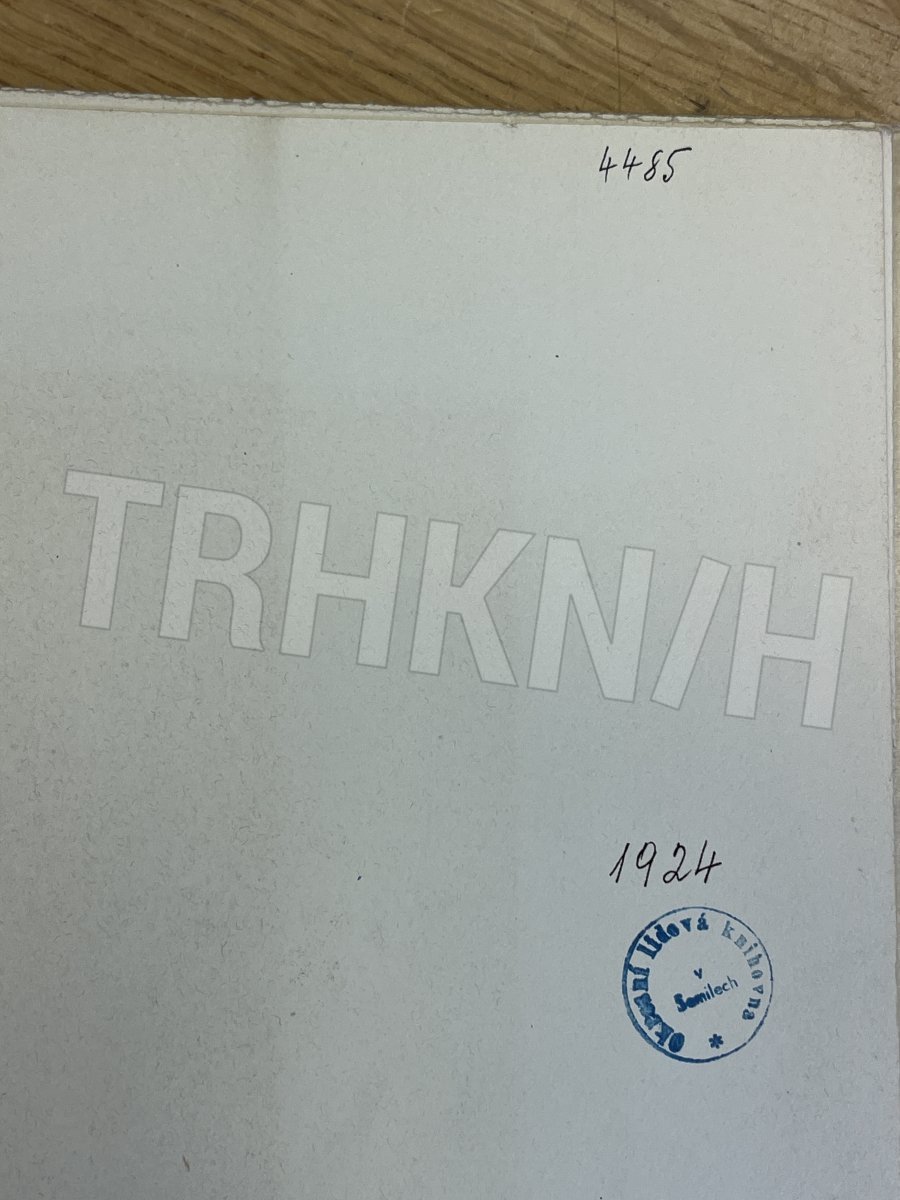 4485
TRHKN/H
1924
Okresní lidová knihovna
v
Semilech
*